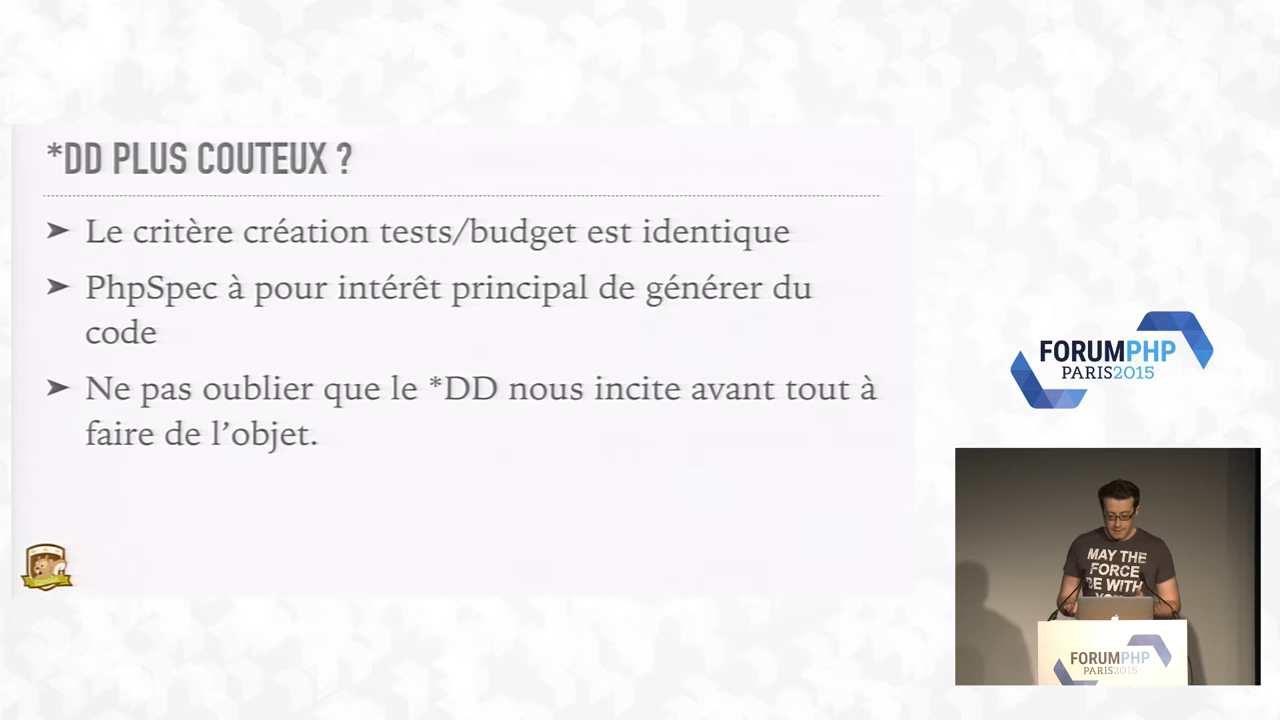 *DD PLUS COUTEUX ?
➤ Le critère création tests/budget est identique
➤ PhpSpec à pour intérêt principal de générer du
code
➤ Ne pas oublier que le *DD nous incite avant tout à
faire de l’objet.
FORUMPHP
PARIS2015
MAY THE
FORCE
BE WITH
FORUMPHP
PARIS2015